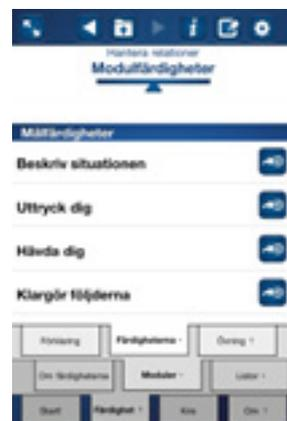 Hantera relationer
Modulfärdigheter
Målfärdigheter
Beskriv situationen
Uttryck dig
Hävda dig
Klargör följderna
Förklaring Färdigheterna Övning
Om färdigheterna Moduler Listor
Start Färdighet Kris Om